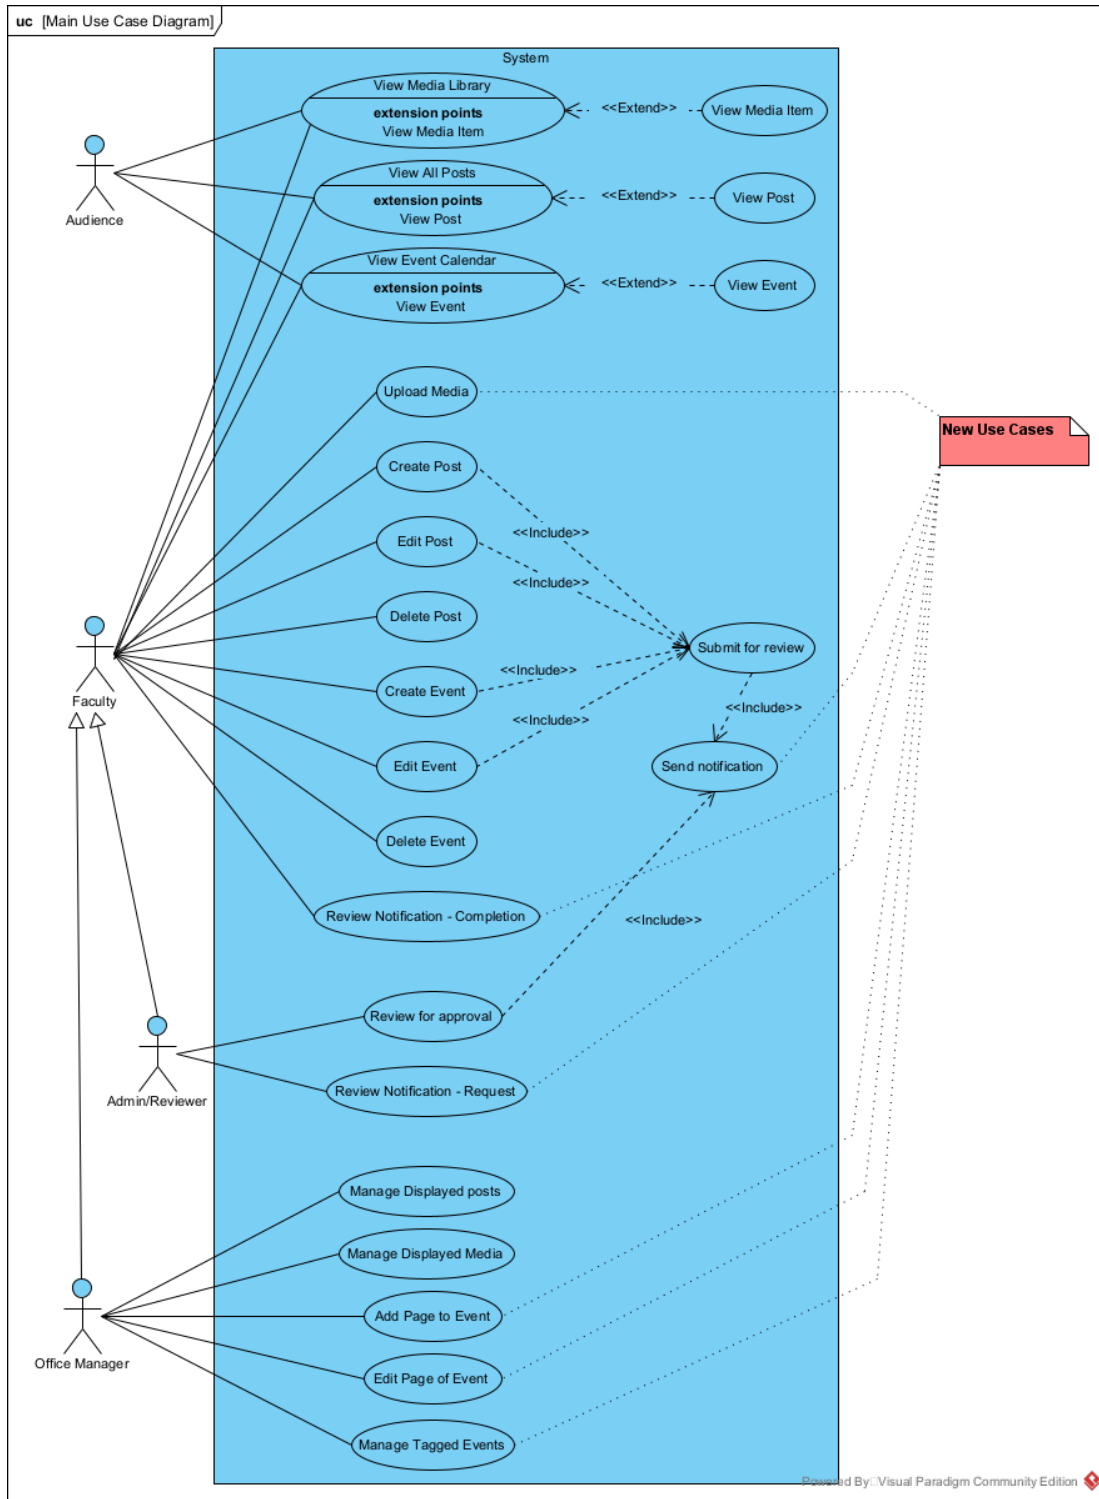 uc [Main Use Case Diagram]
System
View Media Library
extension points
View Media Item
<<Extend>>
View Media Item
Audience
View All Posts
extension points
View Post
<<Extend>>
View Post
View Event Calendar
extension points
View Event
<<Extend>>
View Event
Upload Media
New Use Cases
Create Post
<<Include>>
Edit Post
<<Include>>
Delete Post
Submit for review
Faculty
<<Include>>
Create Event
<<Include>>
<<Include>>
Edit Event
Send notification
Delete Event
Review Notification - Completion
<<Include>>
Review for approval
Admin/Reviewer
Review Notification - Request
Manage Displayed posts
Manage Displayed Media
Add Page to Event
Office Manager
Edit Page of Event
Manage Tagged Events
Powered By Visual Paradigm Community Edition